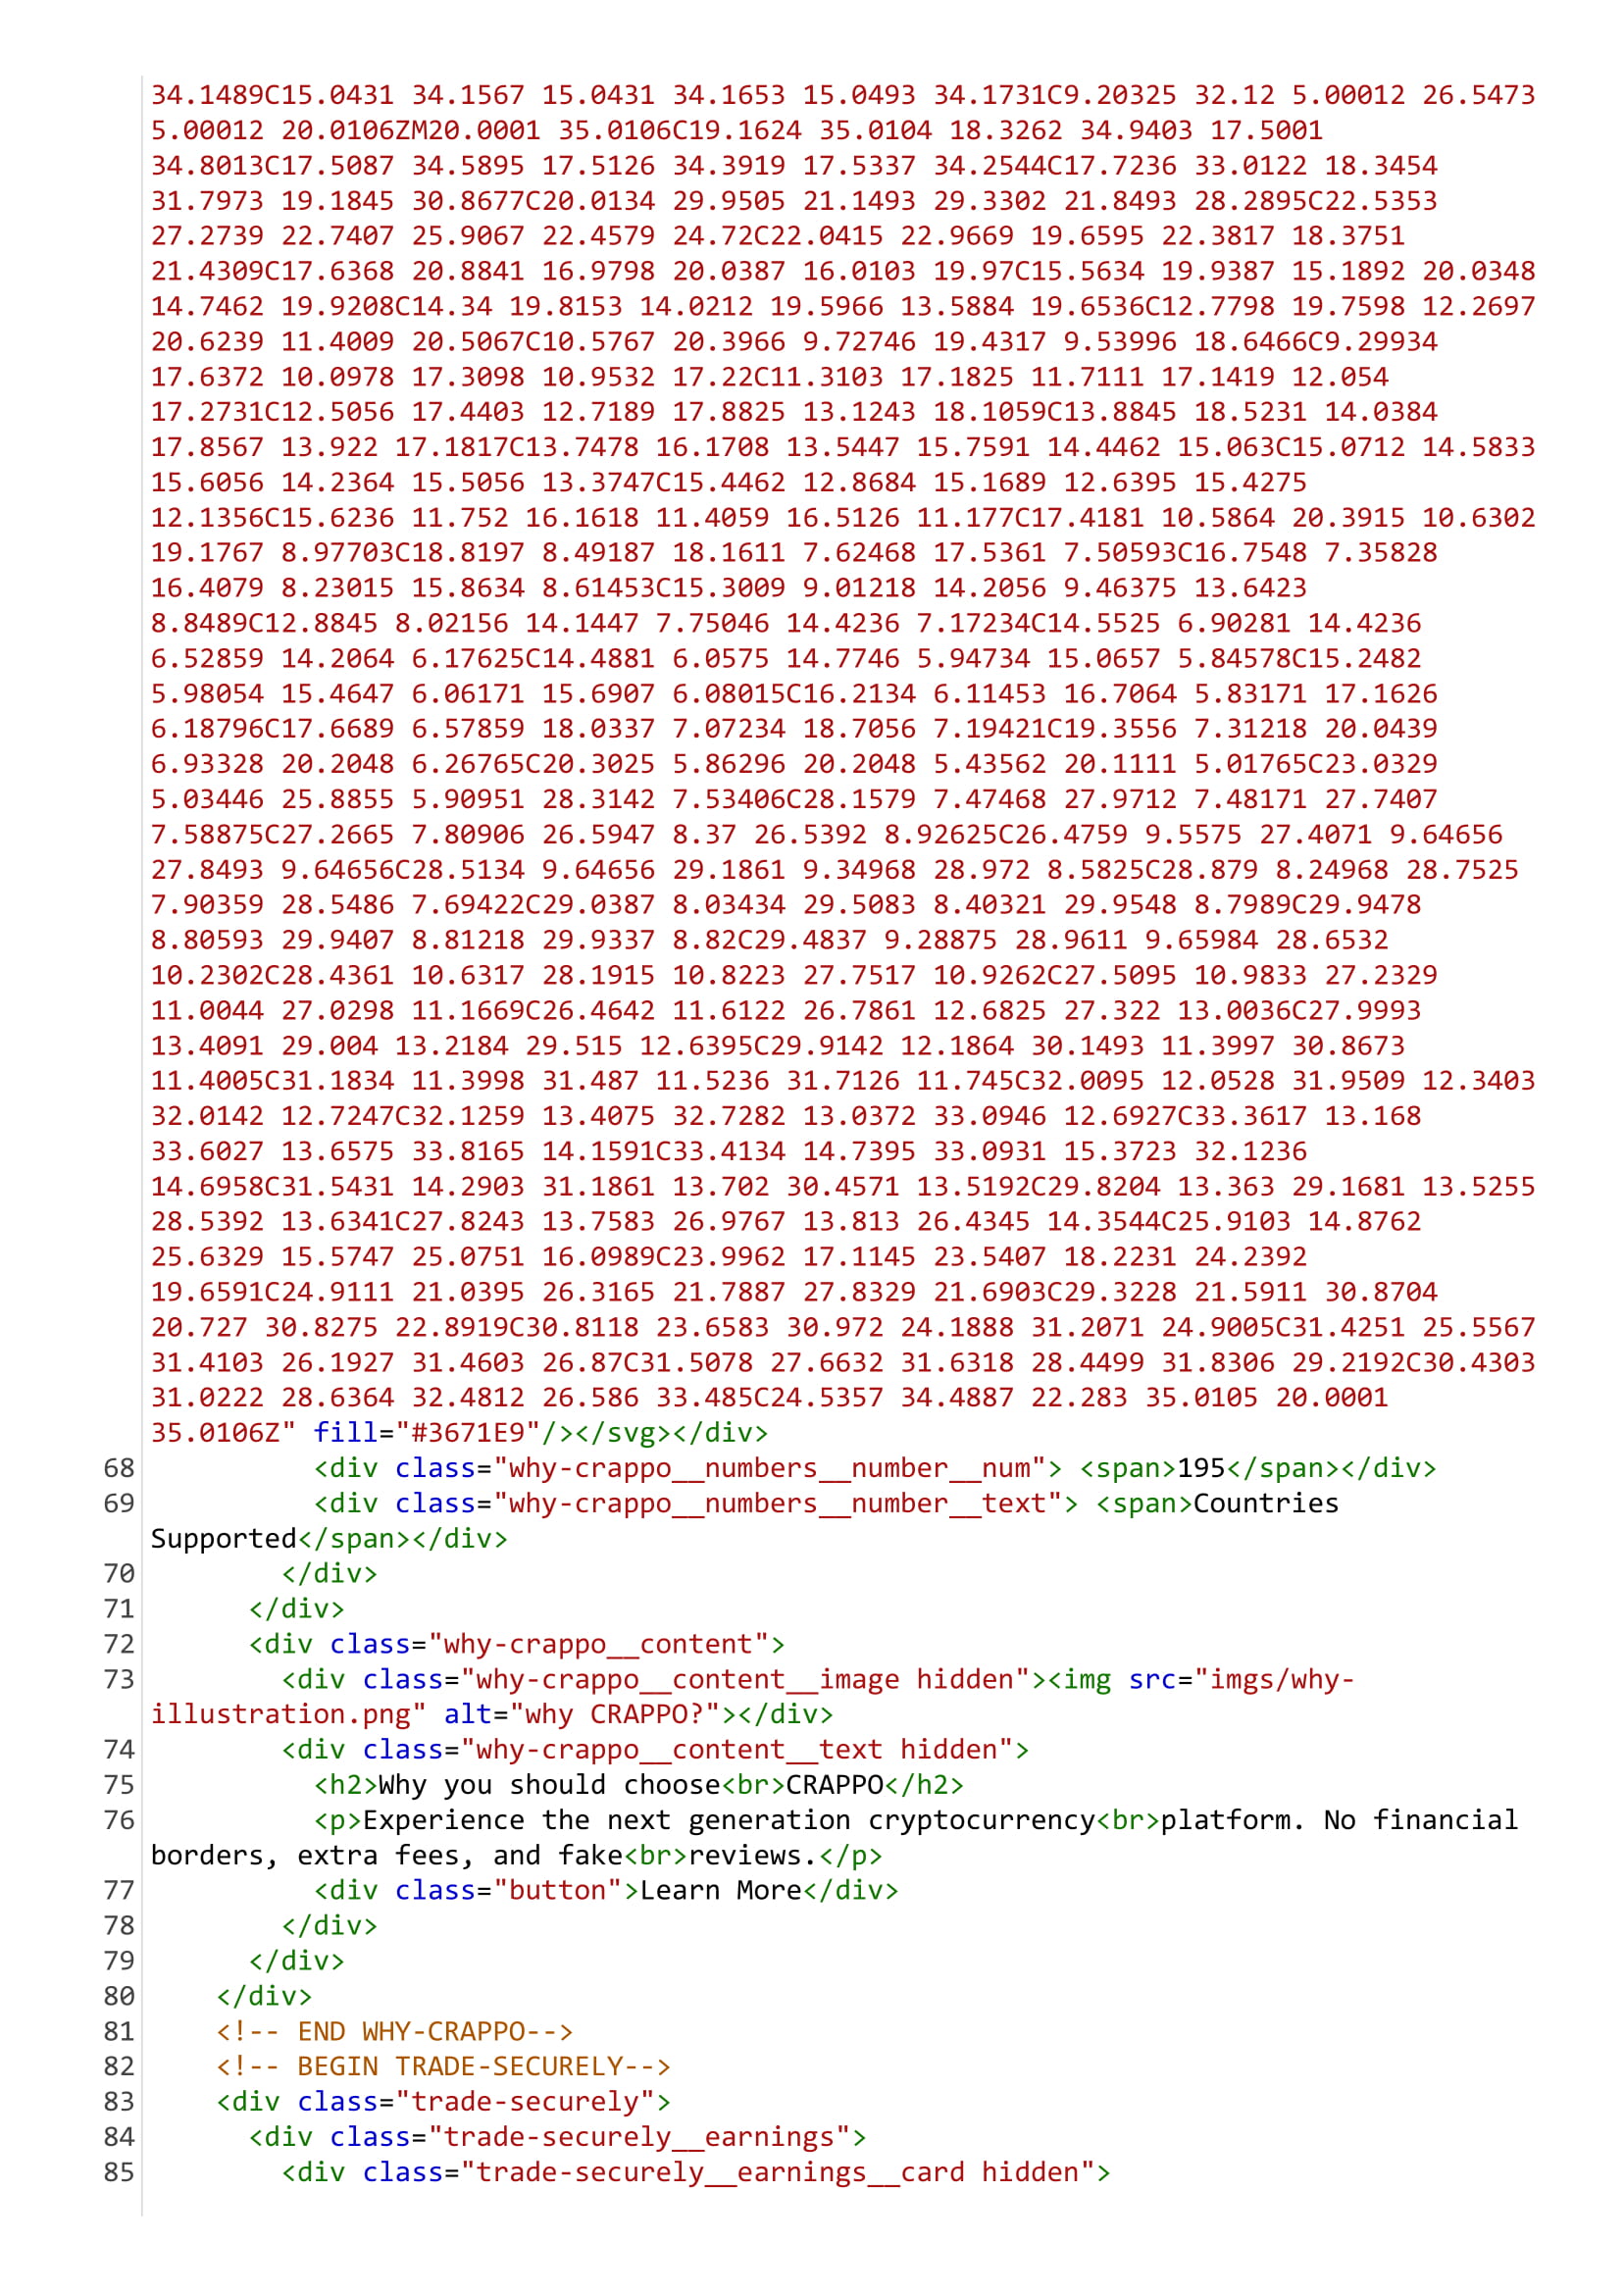 34.1489C15.0431 34.1567 15.0431 34.1653 15.0493 34.1731C9.20325 32.12 5.00012 26.5473
5.00012 20.0106ZM20.0001 35.0106C19.1624 35.0104 18.3262 34.9403 17.5001
34.8013C17.5087 34.5895 17.5126 34.3919 17.5337 34.2544C17.7236 33.0122 18.3454
31.7973 19.1845 30.8677C20.0134 29.9505 21.1493 29.3302 21.8493 28.2895C22.5353
27.2739 22.7407 25.9067 22.4579 24.72C22.0415 22.9669 19.6595 22.3817 18.3751
21.4309C17.6368 20.8841 16.9798 20.0387 16.0103 19.97C15.5634 19.9387 15.1892 20.0348
14.7462 19.9208C14.34 19.8153 14.0212 19.5966 13.5884 19.6536C12.7798 19.7598 12.2697
20.6239 11.4009 20.5067C10.5767 20.3966 9.72746 19.4317 9.53996 18.6466C9.29934
17.6372 10.0978 17.3098 10.9532 17.22C11.3103 17.1825 11.7111 17.1419 12.054
17.2731C12.5056 17.4403 12.7189 17.8825 13.1243 18.1059C13.8845 18.5231 14.0384
17.8567 13.922 17.1817C13.7478 16.1708 13.5447 15.7591 14.4462 15.063C15.0712 14.5833
15.6056 14.2364 15.5056 13.3747C15.4462 12.8684 15.1689 12.6395 15.4275
12.1356C15.6236 11.752 16.1618 11.4059 16.5126 11.177C17.4181 10.5864 20.3915 10.6302
19.1767 8.97703C18.8197 8.49187 18.1611 7.62468 17.5361 7.50593C16.7548 7.35828
16.4079 8.23015 15.8634 8.61453C15.3009 9.01218 14.2056 9.46375 13.6423
8.8489C12.8845 8.02156 14.1447 7.75046 14.4236 7.17234C14.5525 6.90281 14.4236
6.52859 14.2064 6.17625C14.4881 6.0575 14.7746 5.94734 15.0657 5.84578C15.2482
5.98054 15.4647 6.06171 15.6907 6.08015C16.2134 6.11453 16.7064 5.83171 17.1626
6.18796C17.6689 6.57859 18.0337 7.07234 18.7056 7.19421C19.3556 7.31218 20.0439
6.93328 20.2048 6.26765C20.3025 5.86296 20.2048 5.43562 20.1111 5.01765C23.0329
5.03446 25.8855 5.90951 28.3142 7.53406C28.1579 7.47468 27.9712 7.48171 27.7407
7.58875C27.2665 7.80906 26.5947 8.37 26.5392 8.92625C26.4759 9.5575 27.4071 9.64656
27.8493 9.64656C28.5134 9.64656 29.1861 9.34968 28.972 8.5825C28.879 8.24968 28.7525
7.90359 28.5486 7.69422C29.0387 8.03434 29.5083 8.40321 29.9548 8.7989C29.9478
8.80593 29.9407 8.81218 29.9337 8.82C29.4837 9.28875 28.9611 9.65984 28.6532
10.2302C28.4361 10.6317 28.1915 10.8223 27.7517 10.9262C27.5095 10.9833 27.2329
11.0044 27.0298 11.1669C26.4642 11.6122 26.7861 12.6825 27.322 13.0036C27.9993
13.4091 29.004 13.2184 29.515 12.6395C29.9142 12.1864 30.1493 11.3997 30.8673
11.4005C31.1834 11.3998 31.487 11.5236 31.7126 11.745C32.0095 12.0528 31.9509 12.3403
32.0142 12.7247C32.1259 13.4075 32.7282 13.0372 33.0946 12.6927C33.3617 13.168
33.6027 13.6575 33.8165 14.1591C33.4134 14.7395 33.0931 15.3723 32.1236
14.6958C31.5431 14.2903 31.1861 13.702 30.4571 13.5192C29.8204 13.363 29.1681 13.5255
28.5392 13.6341C27.8243 13.7583 26.9767 13.813 26.4345 14.3544C25.9103 14.8762
25.6329 15.5747 25.0751 16.0989C23.9962 17.1145 23.5407 18.2231 24.2392
19.6591C24.9111 21.0395 26.3165 21.7887 27.8329 21.6903C29.3228 21.5911 30.8704
20.727 30.8275 22.8919C30.8118 23.6583 30.972 24.1888 31.2071 24.9005C31.4251 25.5567
31.4103 26.1927 31.4603 26.87C31.5078 27.6632 31.6318 28.4499 31.8306 29.2192C30.4303
31.0222 28.6364 32.4812 26.586 33.485C24.5357 34.4887 22.283 35.0105 20.0001
35.0106Z" fill="#3671E9"/></svg></div>
68 <div class="why-crappo__numbers__number__num"> <span>195</span></div>
69 <div class="why-crappo__numbers__number__text"> <span>Countries
Supported</span></div>
70 </div>
71 </div>
72 <div class="why-crappo__content">
73 <div class="why-crappo__content__image hidden"><img src="imgs/why-
illustration.png" alt="why CRAPPO?"></div>
74 <div class="why-crappo__content__text hidden">
75 <h2>Why you should choose<br>CRAPPO</h2>
76 <p>Experience the next generation cryptocurrency<br>platform. No financial
borders, extra fees, and fake<br>reviews.</p>
77 <div class="button">Learn More</div>
78 </div>
79 </div>
80 </div>
81 <!-- END WHY-CRAPPO-->
82 <!-- BEGIN TRADE-SECURELY-->
83 <div class="trade-securely">
84 <div class="trade-securely__earnings">
85 <div class="trade-securely__earnings__card hidden">